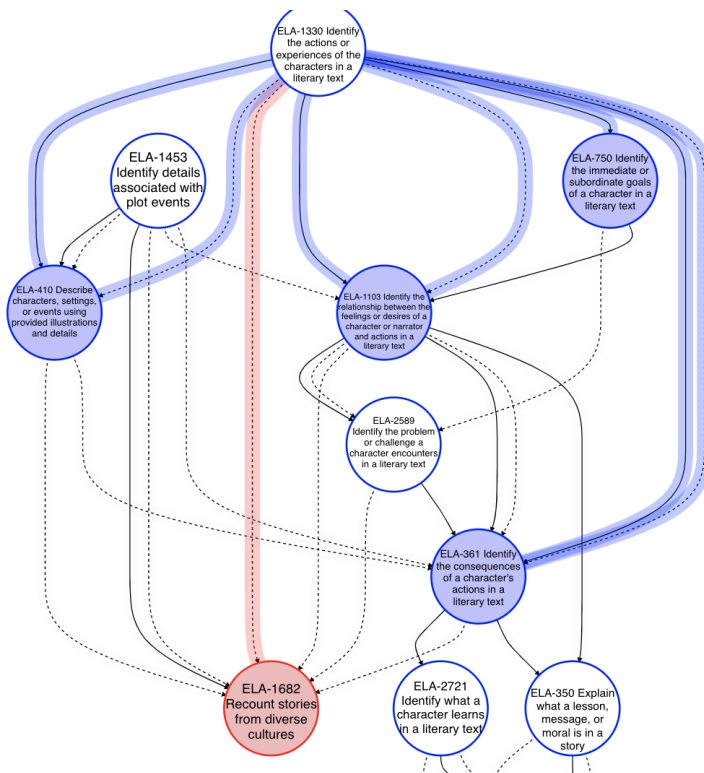 ELA-1330 Identify
the actions or
experiences of the
characters in a
literary text
ELA-1453
Identify details
associated with
plot events
ELA-750 Identify
the immediate or
subordinate goals
of a character in a
literary text
ELA-410 Describe
characters, settings,
or events using
provided illustrations
and details
ELA-1103 Identify the
relationship between the
feelings or desires of a
character or narrator
and actions in a
literary text
ELA-2589
Identify the problem
or challenge a
character encounters
in a literary text
ELA-361 Identify
the consequences
of a character's
actions in a
literary text
ELA-1682
Recount stories
from diverse
cultures
ELA-2721
Identify what a
character learns
in a literary text
ELA-350 Explain
what a lesson,
message, or
moral is in a
story